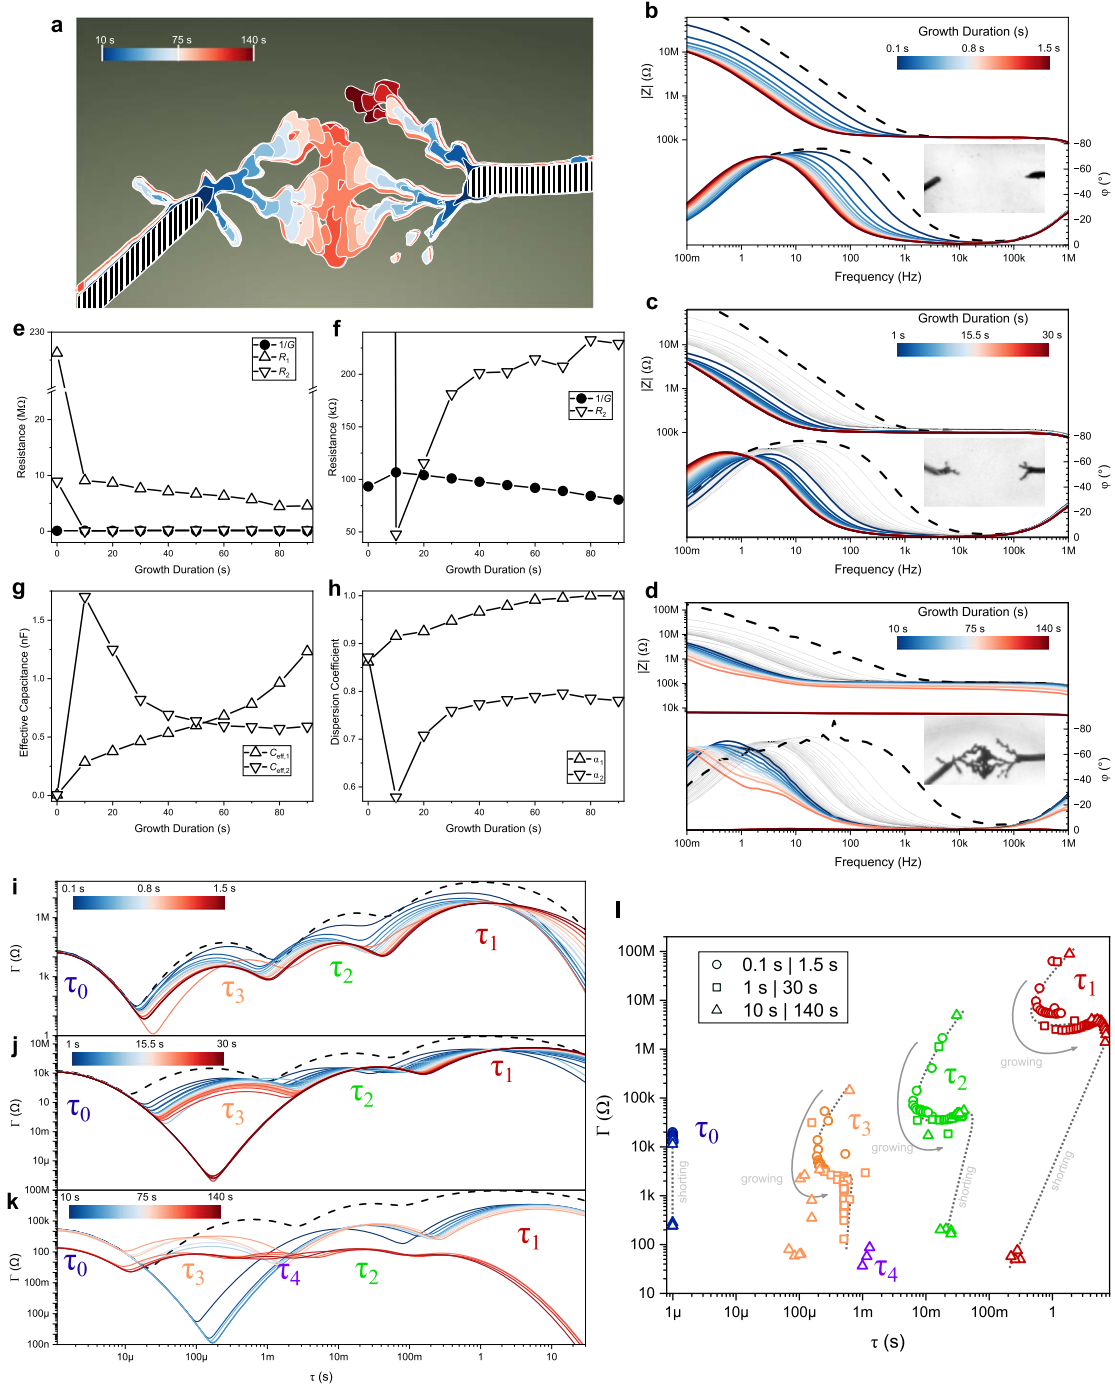 a
10 s
75 s
140 s
b
Growth Duration (s)
0.1 s
0.8 s
1.5 s
10M
1M
100k
|Z| (Ω)
−80
−60
−40
−20
0
φ (°)
100m
1
10
100
1k
10k
100k
1M
Frequency (Hz)
c
Growth Duration (s)
1 s
15.5 s
30 s
10M
1M
100k
|Z| (Ω)
−80
−60
−40
−20
0
φ (°)
100m
1
10
100
1k
10k
100k
1M
Frequency (Hz)
d
Growth Duration (s)
10 s
75 s
140 s
100M
10M
1M
100k
10k
|Z| (Ω)
−80
−60
−40
−20
0
φ (°)
100m
1
10
100
1k
10k
100k
1M
Frequency (Hz)
e
230
20
10
0
Resistance (MΩ)
1/G
R1
R2
0
20
40
60
80
Growth Duration (s)
f
200
150
100
50
Resistance (kΩ)
1/G
R2
0
20
40
60
80
Growth Duration (s)
g
1.5
1.0
0.5
0.0
Effective Capacitance (nF)
Ceff,1
Ceff,2
0
20
40
60
80
Growth Duration (s)
h
1.0
0.9
0.8
0.7
0.6
Dispersion Coefficient
α1
α2
0
20
40
60
80
Growth Duration (s)
i
0.1 s
0.8 s
1.5 s
1M
1k
1
Γ (Ω)
τ0
τ3
τ2
τ1
j
1 s
15.5 s
30 s
10M
10k
10
10m
10µ
Γ (Ω)
τ0
τ3
τ2
τ1
k
10 s
75 s
140 s
100M
100k
100
100m
100µ
100n
Γ (Ω)
τ0
τ3
τ4
τ2
τ1
10µ
100µ
1m
10m
100m
1
10
τ (s)
l
0.1 s | 1.5 s
1 s | 30 s
10 s | 140 s
100M
10M
1M
100k
10k
1k
100
10
Γ (Ω)
τ0
τ3
τ4
τ2
τ1
growing
growing
growing
shorting
shorting
shorting
1µ
10µ
100µ
1m
10m
100m
1
τ (s)